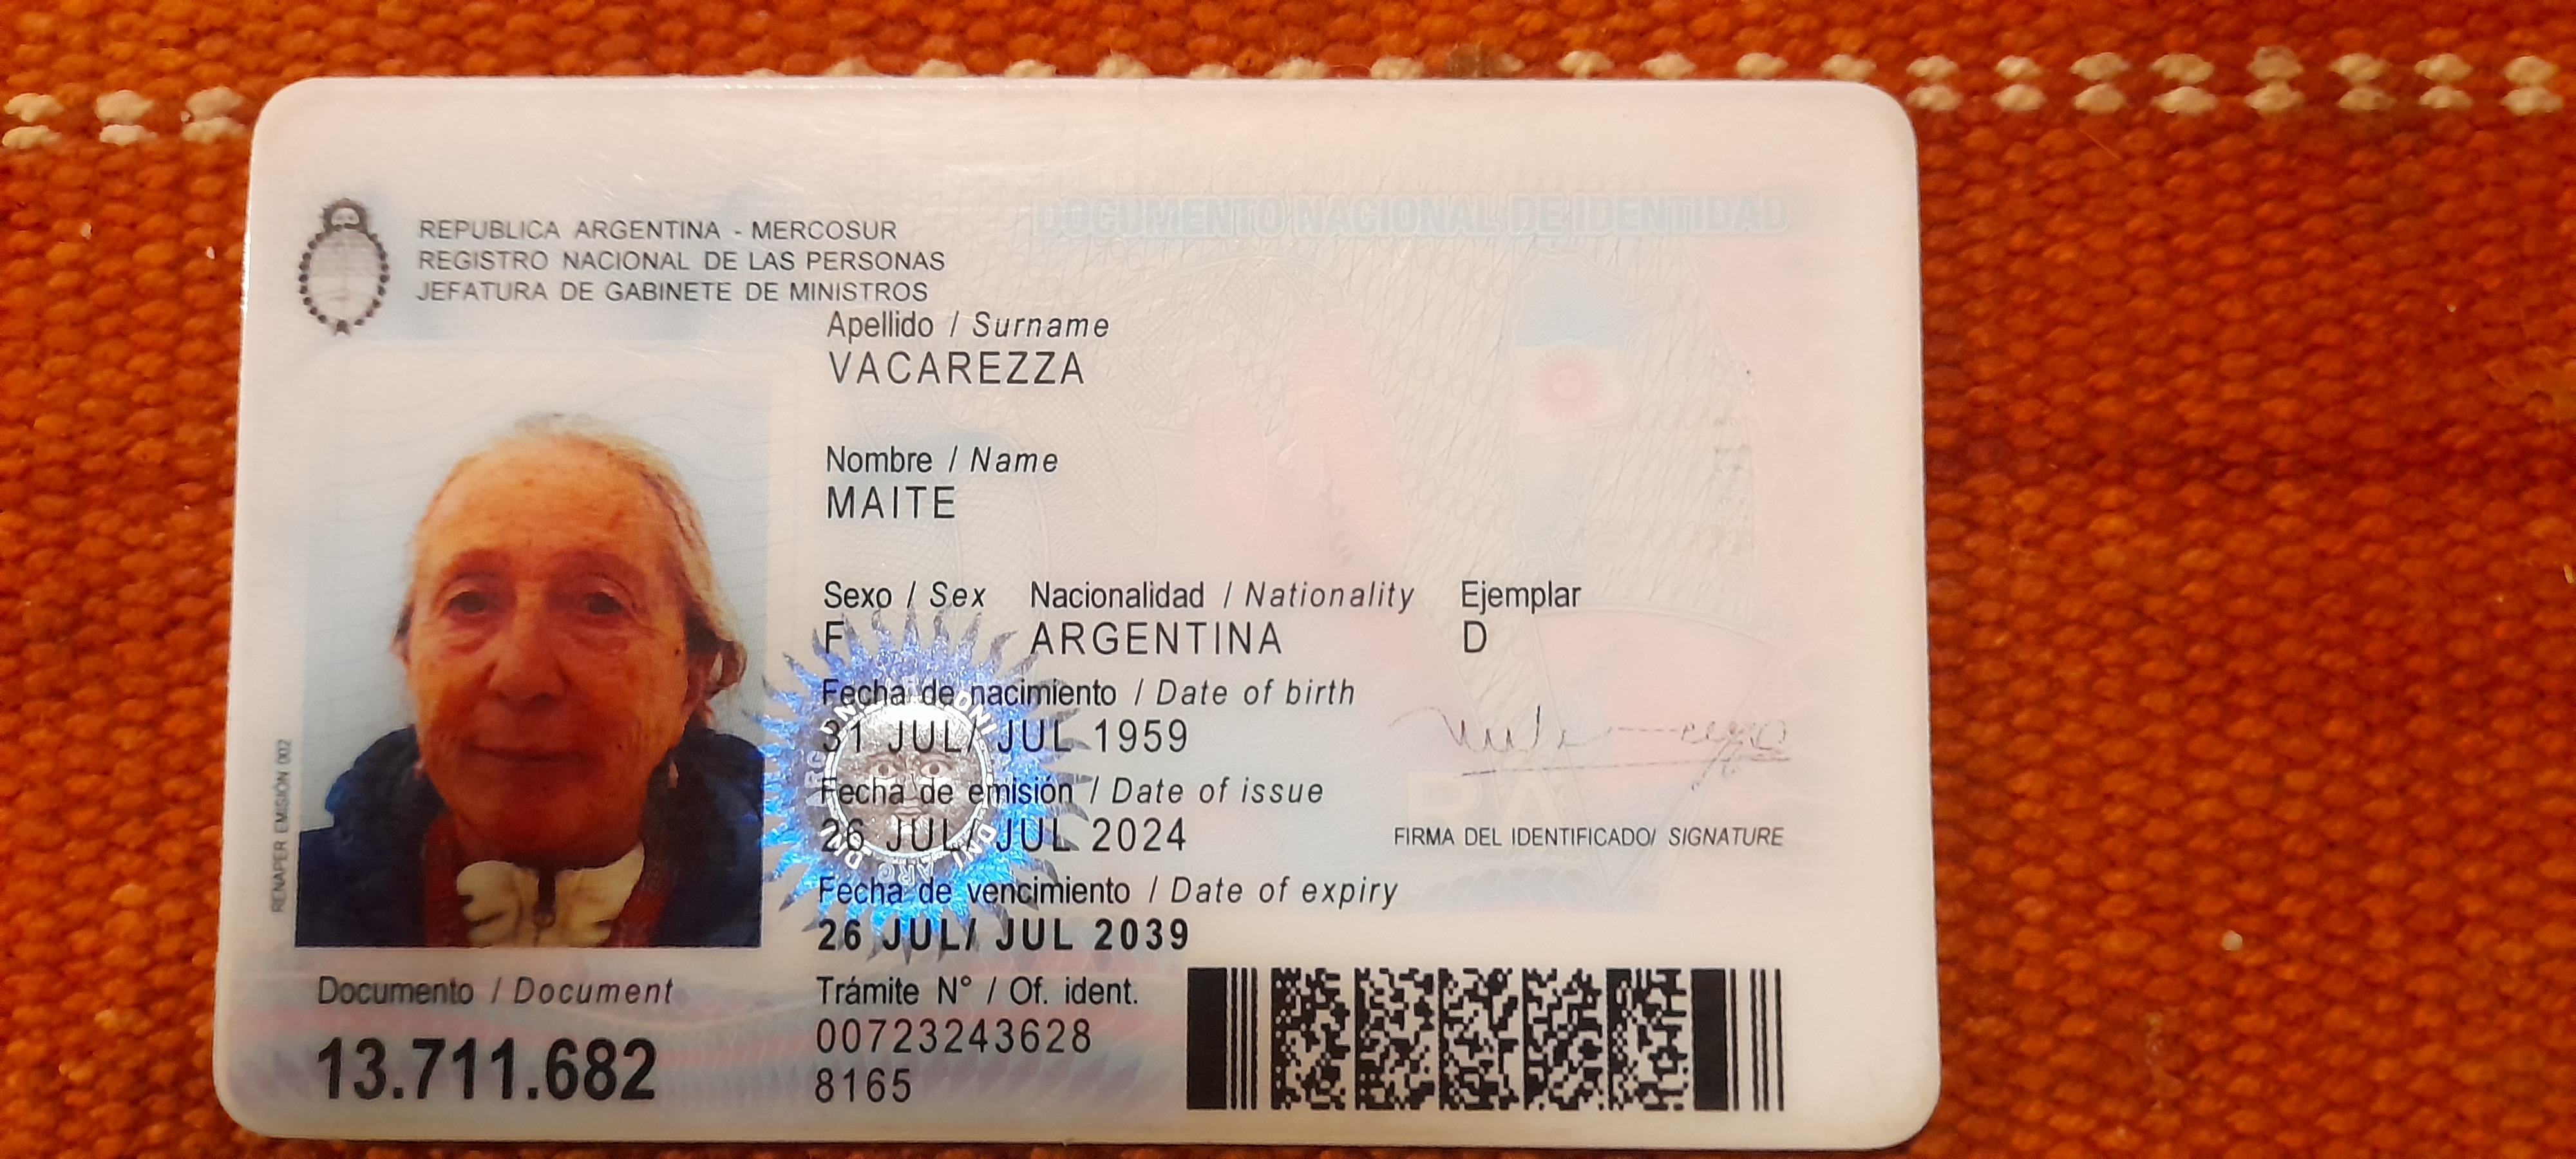 REPUBLICA ARGENTINA - MERCOSUR
REGISTRO NACIONAL DE LAS PERSONAS
JEFATURA DE GABINETE DE MINISTROS
DOCUMENTO NACIONAL DE IDENTIDAD
Apellido / Surname
VACAREZZA
Nombre / Name
MAITE
Sexo / Sex Nacionalidad / Nationality Ejemplar
F ARGENTINA D
Fecha de nacimiento / Date of birth
31 JUL/ JUL 1959
Fecha de emisión / Date of issue
26 JUL/ JUL 2024
Fecha de vencimiento / Date of expiry
26 JUL/ JUL 2039
FIRMA DEL IDENTIFICADO/ SIGNATURE
RENAPER EMISIÓN 002
Documento / Document
13.711.682
Trámite N° / Of. ident.
00723243628
8165